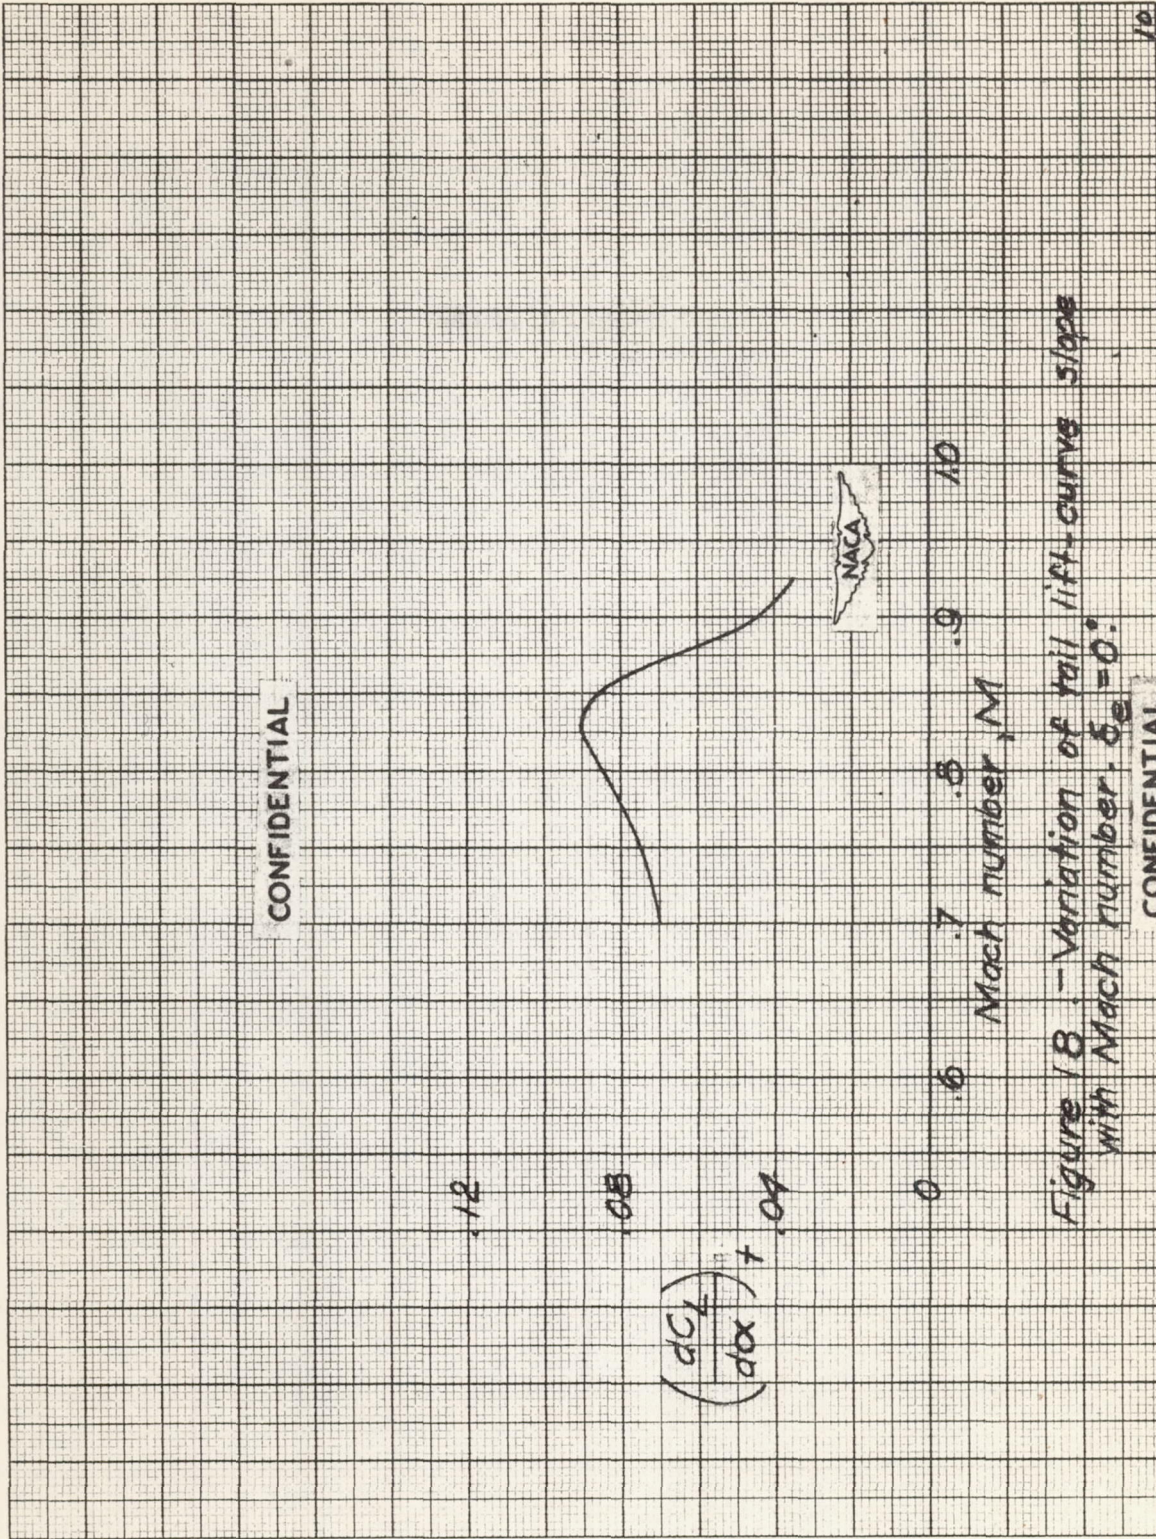 CONFIDENTIAL
.12
.08
.04
0
(dC_L/dα)_t
.6 .7 .8 .9 1.0
Mach number, M
NACA
Figure 18.-Variation of tail lift-curve slope
with Mach number. δ_e=0°.
CONFIDENTIAL
10